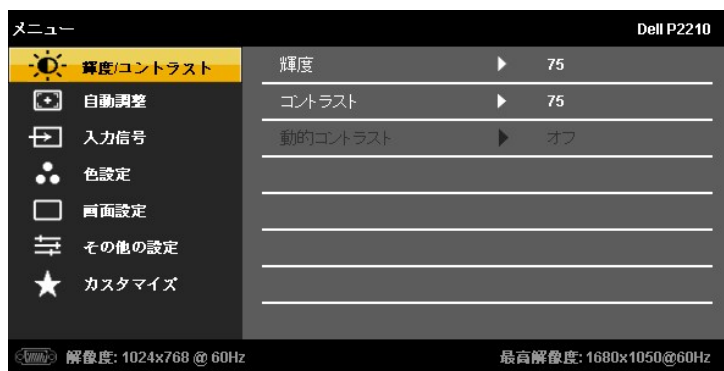 メニュー Dell P2210
輝度/コントラスト 輝度 75
自動調整 コントラスト 75
入力信号 動的コントラスト オフ
色設定
画面設定
その他の設定
カスタマイズ
解像度: 1024x768 @ 60Hz 最高解像度: 1680x1050@60Hz